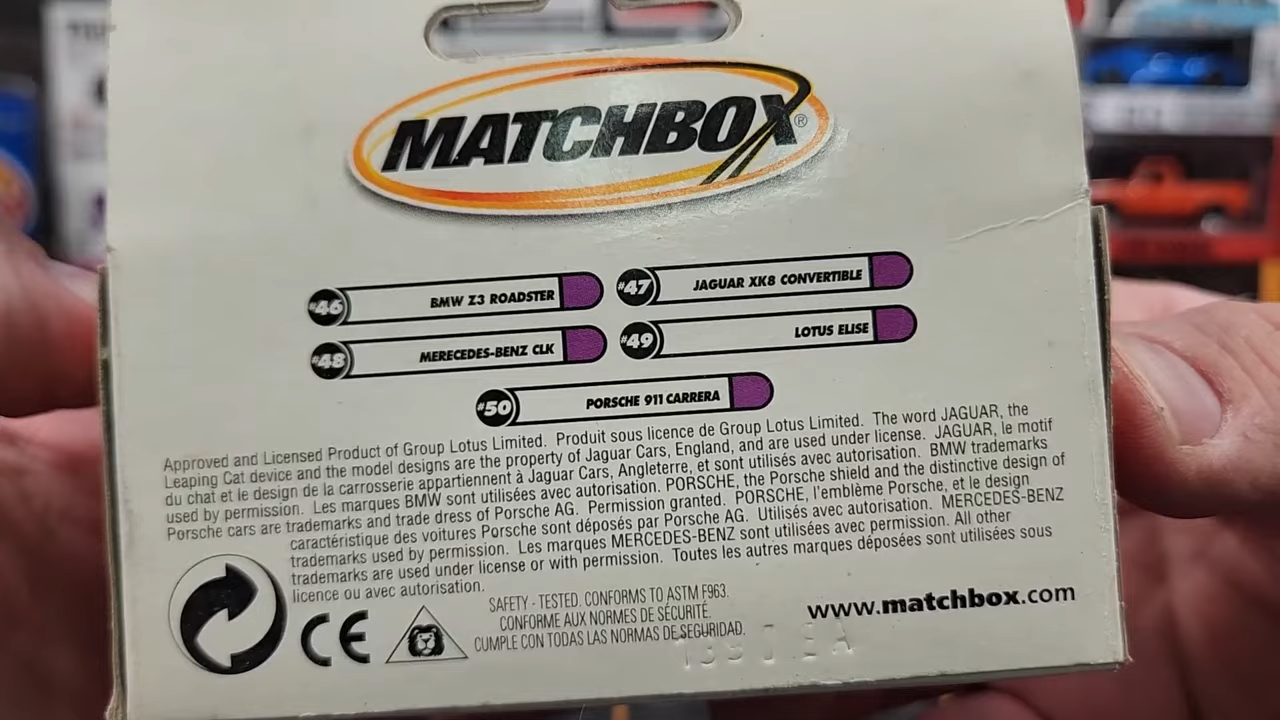 MATCHBOX®
#46 BMW Z3 ROADSTER
#47 JAGUAR XK8 CONVERTIBLE
#48 MERECEDES-BENZ CLK
#49 LOTUS ELISE
#50 PORSCHE 911 CARRERA
Approved and Licensed Product of Group Lotus Limited. Produit sous licence de Group Lotus Limited. The word JAGUAR, the
Leaping Cat device and the model designs are the property of Jaguar Cars, England, and are used under license. JAGUAR, le motif
du chat et le design de la carrosserie appartiennent à Jaguar Cars, Angleterre, et sont utilisés avec autorisation. BMW trademarks
used by permission. Les marques BMW sont utilisées avec autorisation. PORSCHE, the Porsche shield and the distinctive design of
Porsche cars are trademarks and trade dress of Porsche AG. Permission granted. PORSCHE, l'emblème Porsche, et le design
caractéristique des voitures Porsche sont déposés par Porsche AG. Utilisés avec autorisation. MERCEDES-BENZ
trademarks used by permission. Les marques MERCEDES-BENZ sont utilisées avec permission. All other
trademarks are used under license or with permission. Toutes les autres marques déposées sont utilisées sous
licence ou avec autorisation.
CE
SAFETY - TESTED. CONFORMS TO ASTM F963.
CONFORME AUX NORMES DE SÉCURITÉ.
CUMPLE CON TODAS LAS NORMAS DE SEGURIDAD.
www.matchbox.com